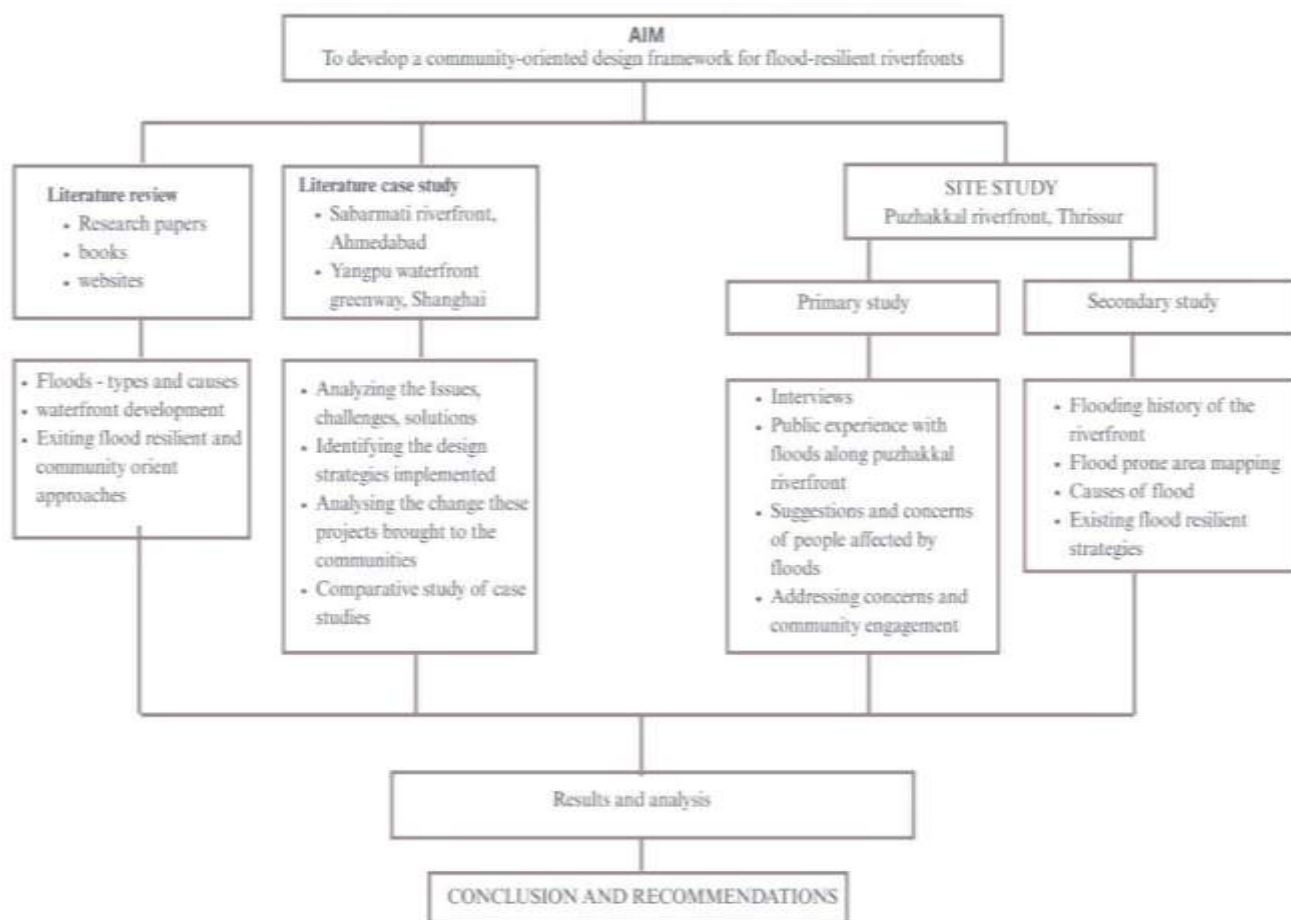 AIM
To develop a community-oriented design framework for flood-resilient riverfronts
Literature review
• Research papers
• books
• websites
Literature case study
• Sabarmati riverfront,
Ahmedabad
• Yangpu waterfront
greenway, Shanghai
SITE STUDY
Puzhakkal riverfront, Thrissur
Primary study
Secondary study
• Floods - types and causes
• waterfront development
• Exiting flood resilient and
community orient
approaches
• Analyzing the Issues,
challenges, solutions
• Identifying the design
strategies implemented
• Analysing the change these
projects brought to the
communities
• Comparative study of case
studies
• Interviews
• Public experience with
floods along puzhakkal
riverfront
• Suggestions and concerns
of people affected by
floods
• Addressing concerns and
community engagement
• Flooding history of the
riverfront
• Flood prone area mapping
• Causes of flood
• Existing flood resilient
strategies
Results and analysis
CONCLUSION AND RECOMMENDATIONS